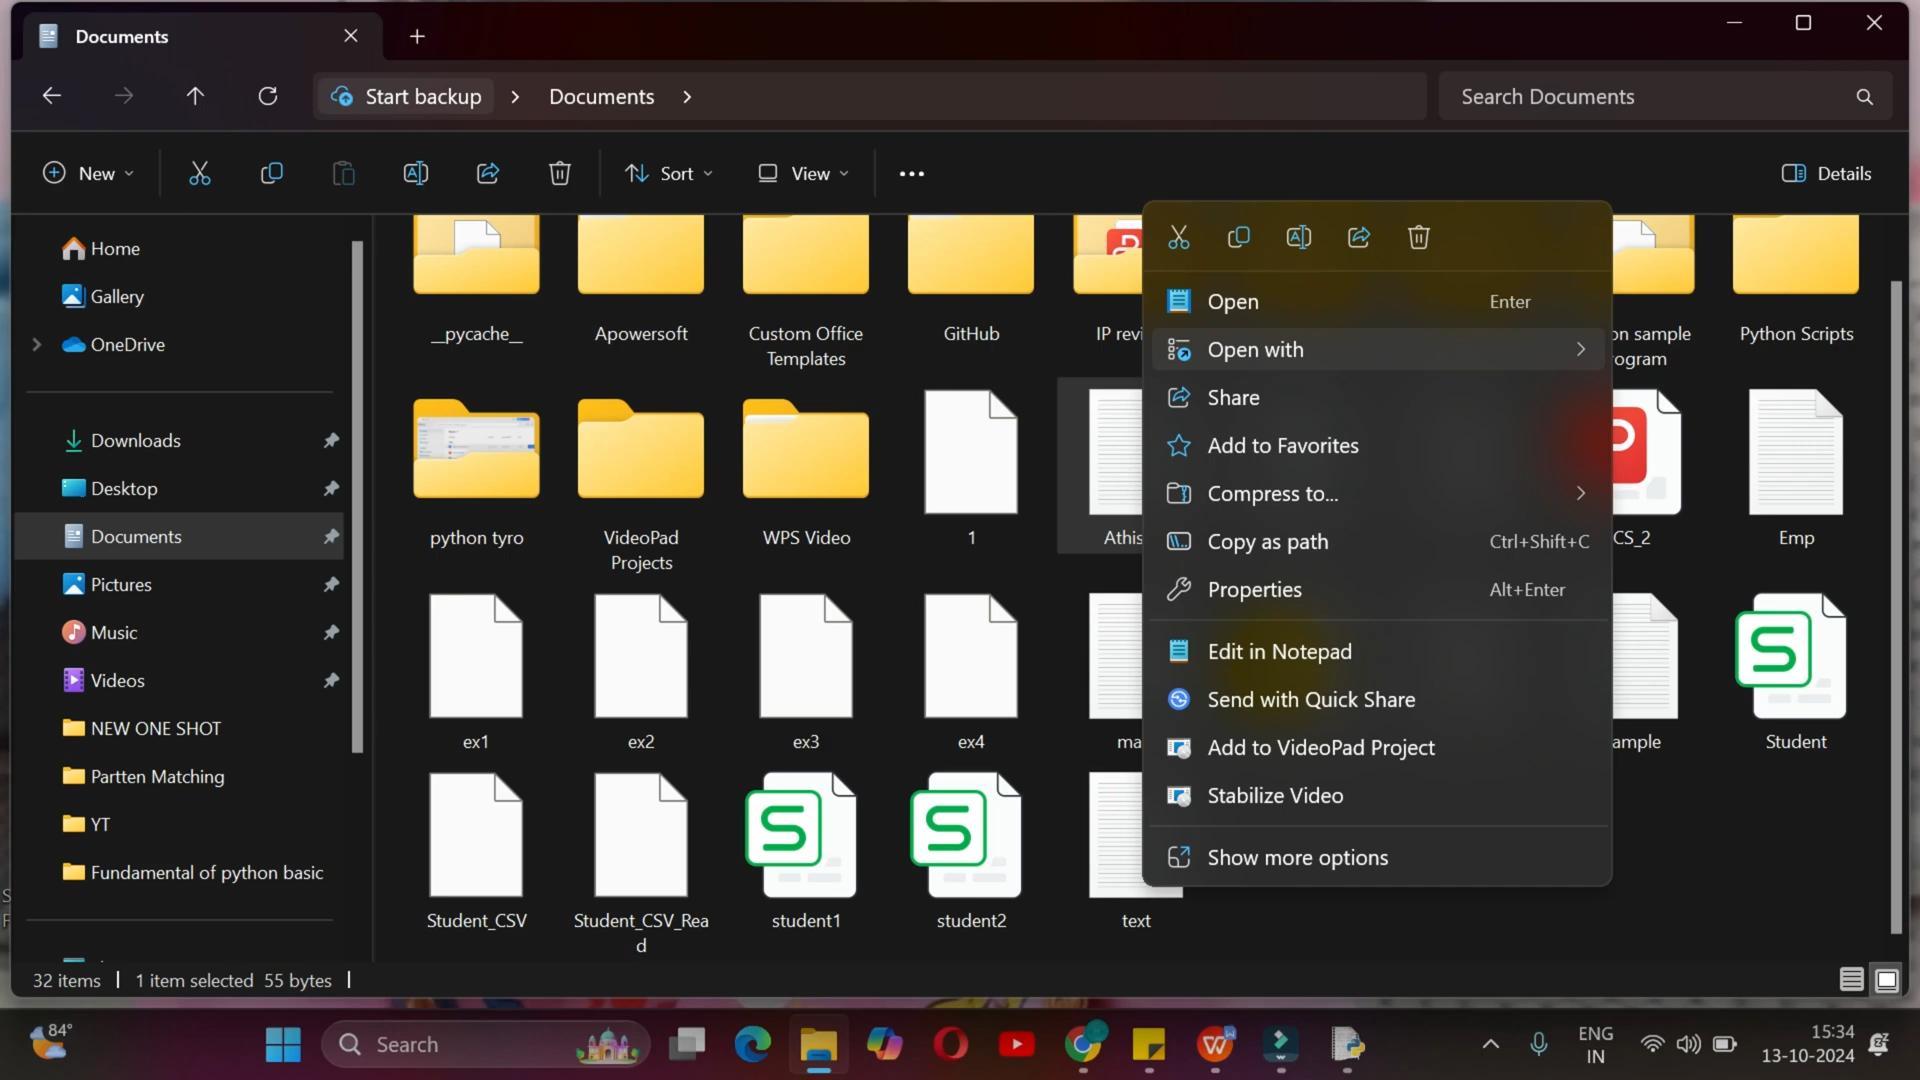 Documents
Start backup
Documents
Search Documents
New
Sort
View
Details
Home
Gallery
OneDrive
Downloads
Desktop
Documents
Pictures
Music
Videos
NEW ONE SHOT
Partten Matching
YT
Fundamental of python basic
__pycache__
Apowersoft
Custom Office
Templates
GitHub
IP revi
on sample
ogram
Python Scripts
python tyro
VideoPad
Projects
WPS Video
1
Athis
CS_2
Emp
ex1
ex2
ex3
ex4
ma
ample
Student
Student_CSV
Student_CSV_Rea
d
student1
student2
text
Open Enter
Open with
Share
Add to Favorites
Compress to...
Copy as path Ctrl+Shift+C
Properties Alt+Enter
Edit in Notepad
Send with Quick Share
Add to VideoPad Project
Stabilize Video
Show more options
32 items
1 item selected 55 bytes
84°
Search
ENG
IN
15:34
13-10-2024